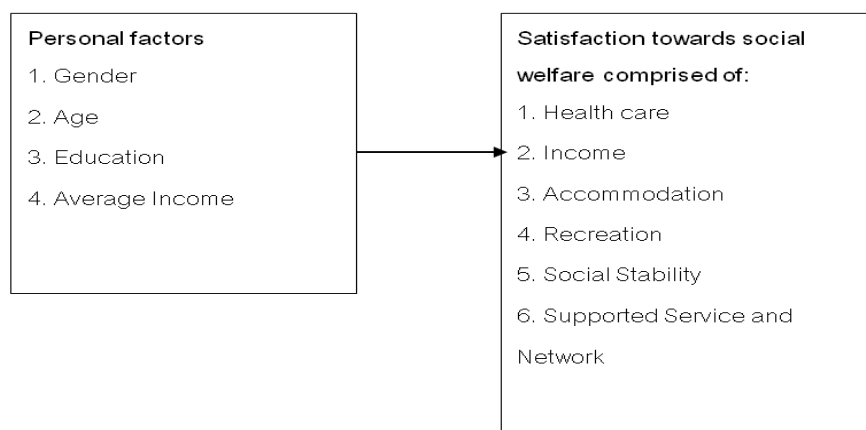 Personal factors
1. Gender
2. Age
3. Education
4. Average Income
Satisfaction towards social
welfare comprised of:
1. Health care
2. Income
3. Accommodation
4. Recreation
5. Social Stability
6. Supported Service and
Network